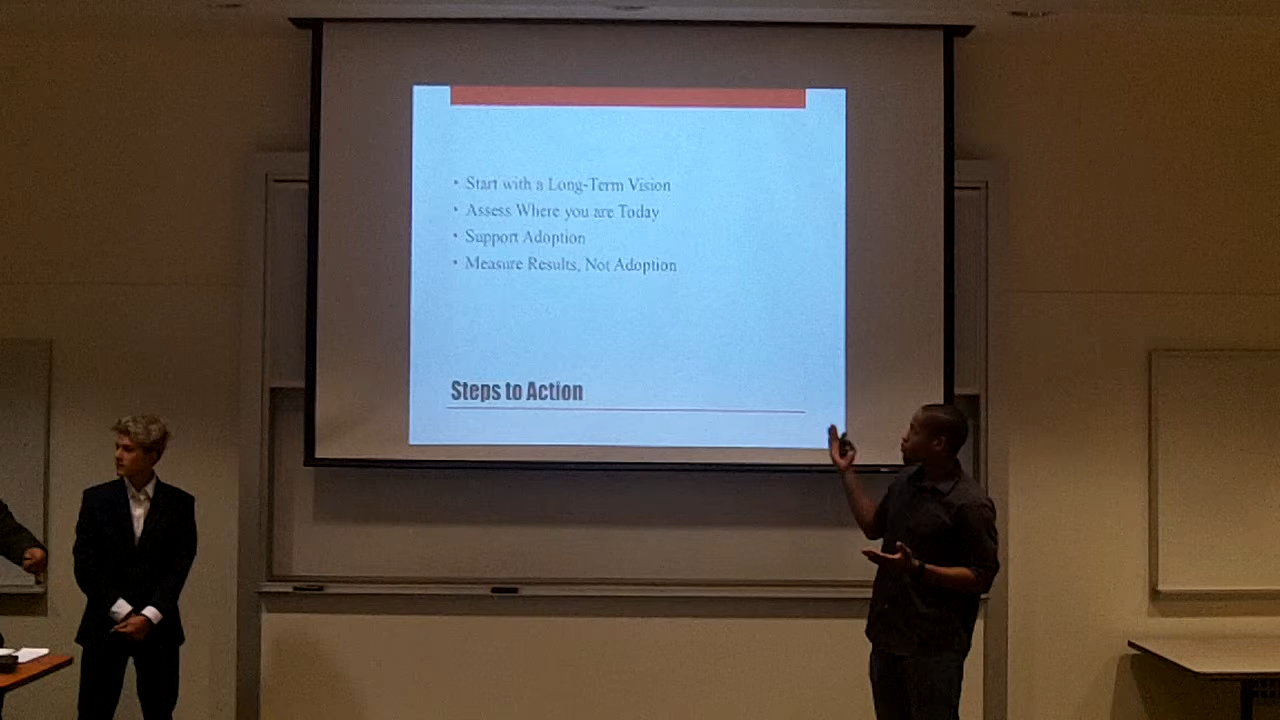 • Start with a Long-Term Vision
• Assess Where you are Today
• Support Adoption
• Measure Results, Not Adoption
Steps to Action